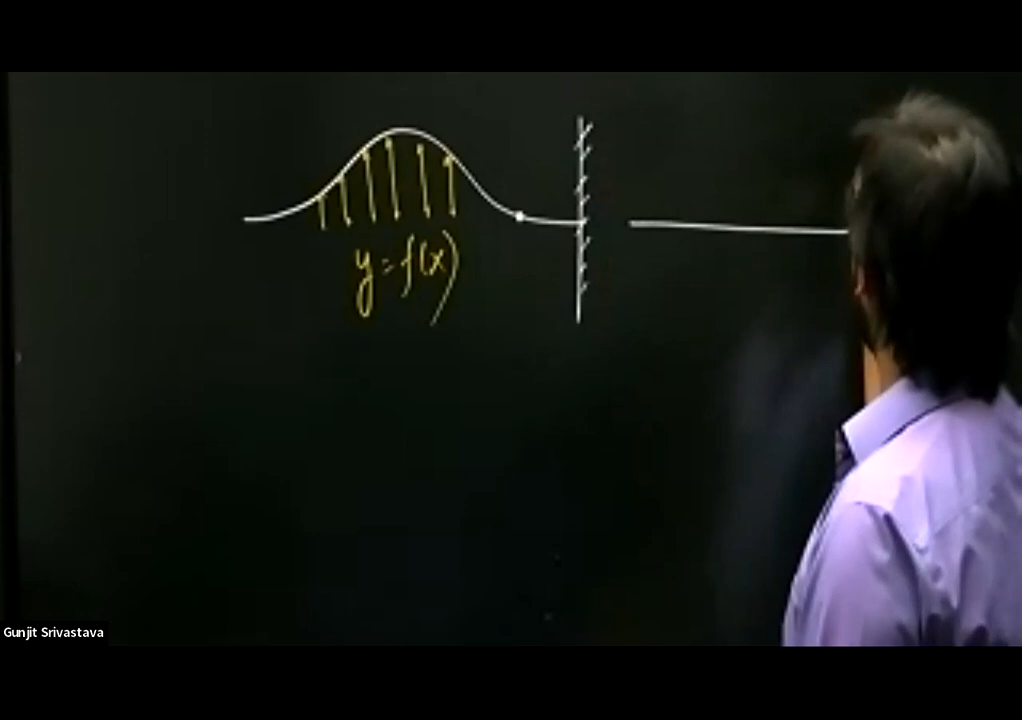 y = f(x)
Gunjit Srivastava